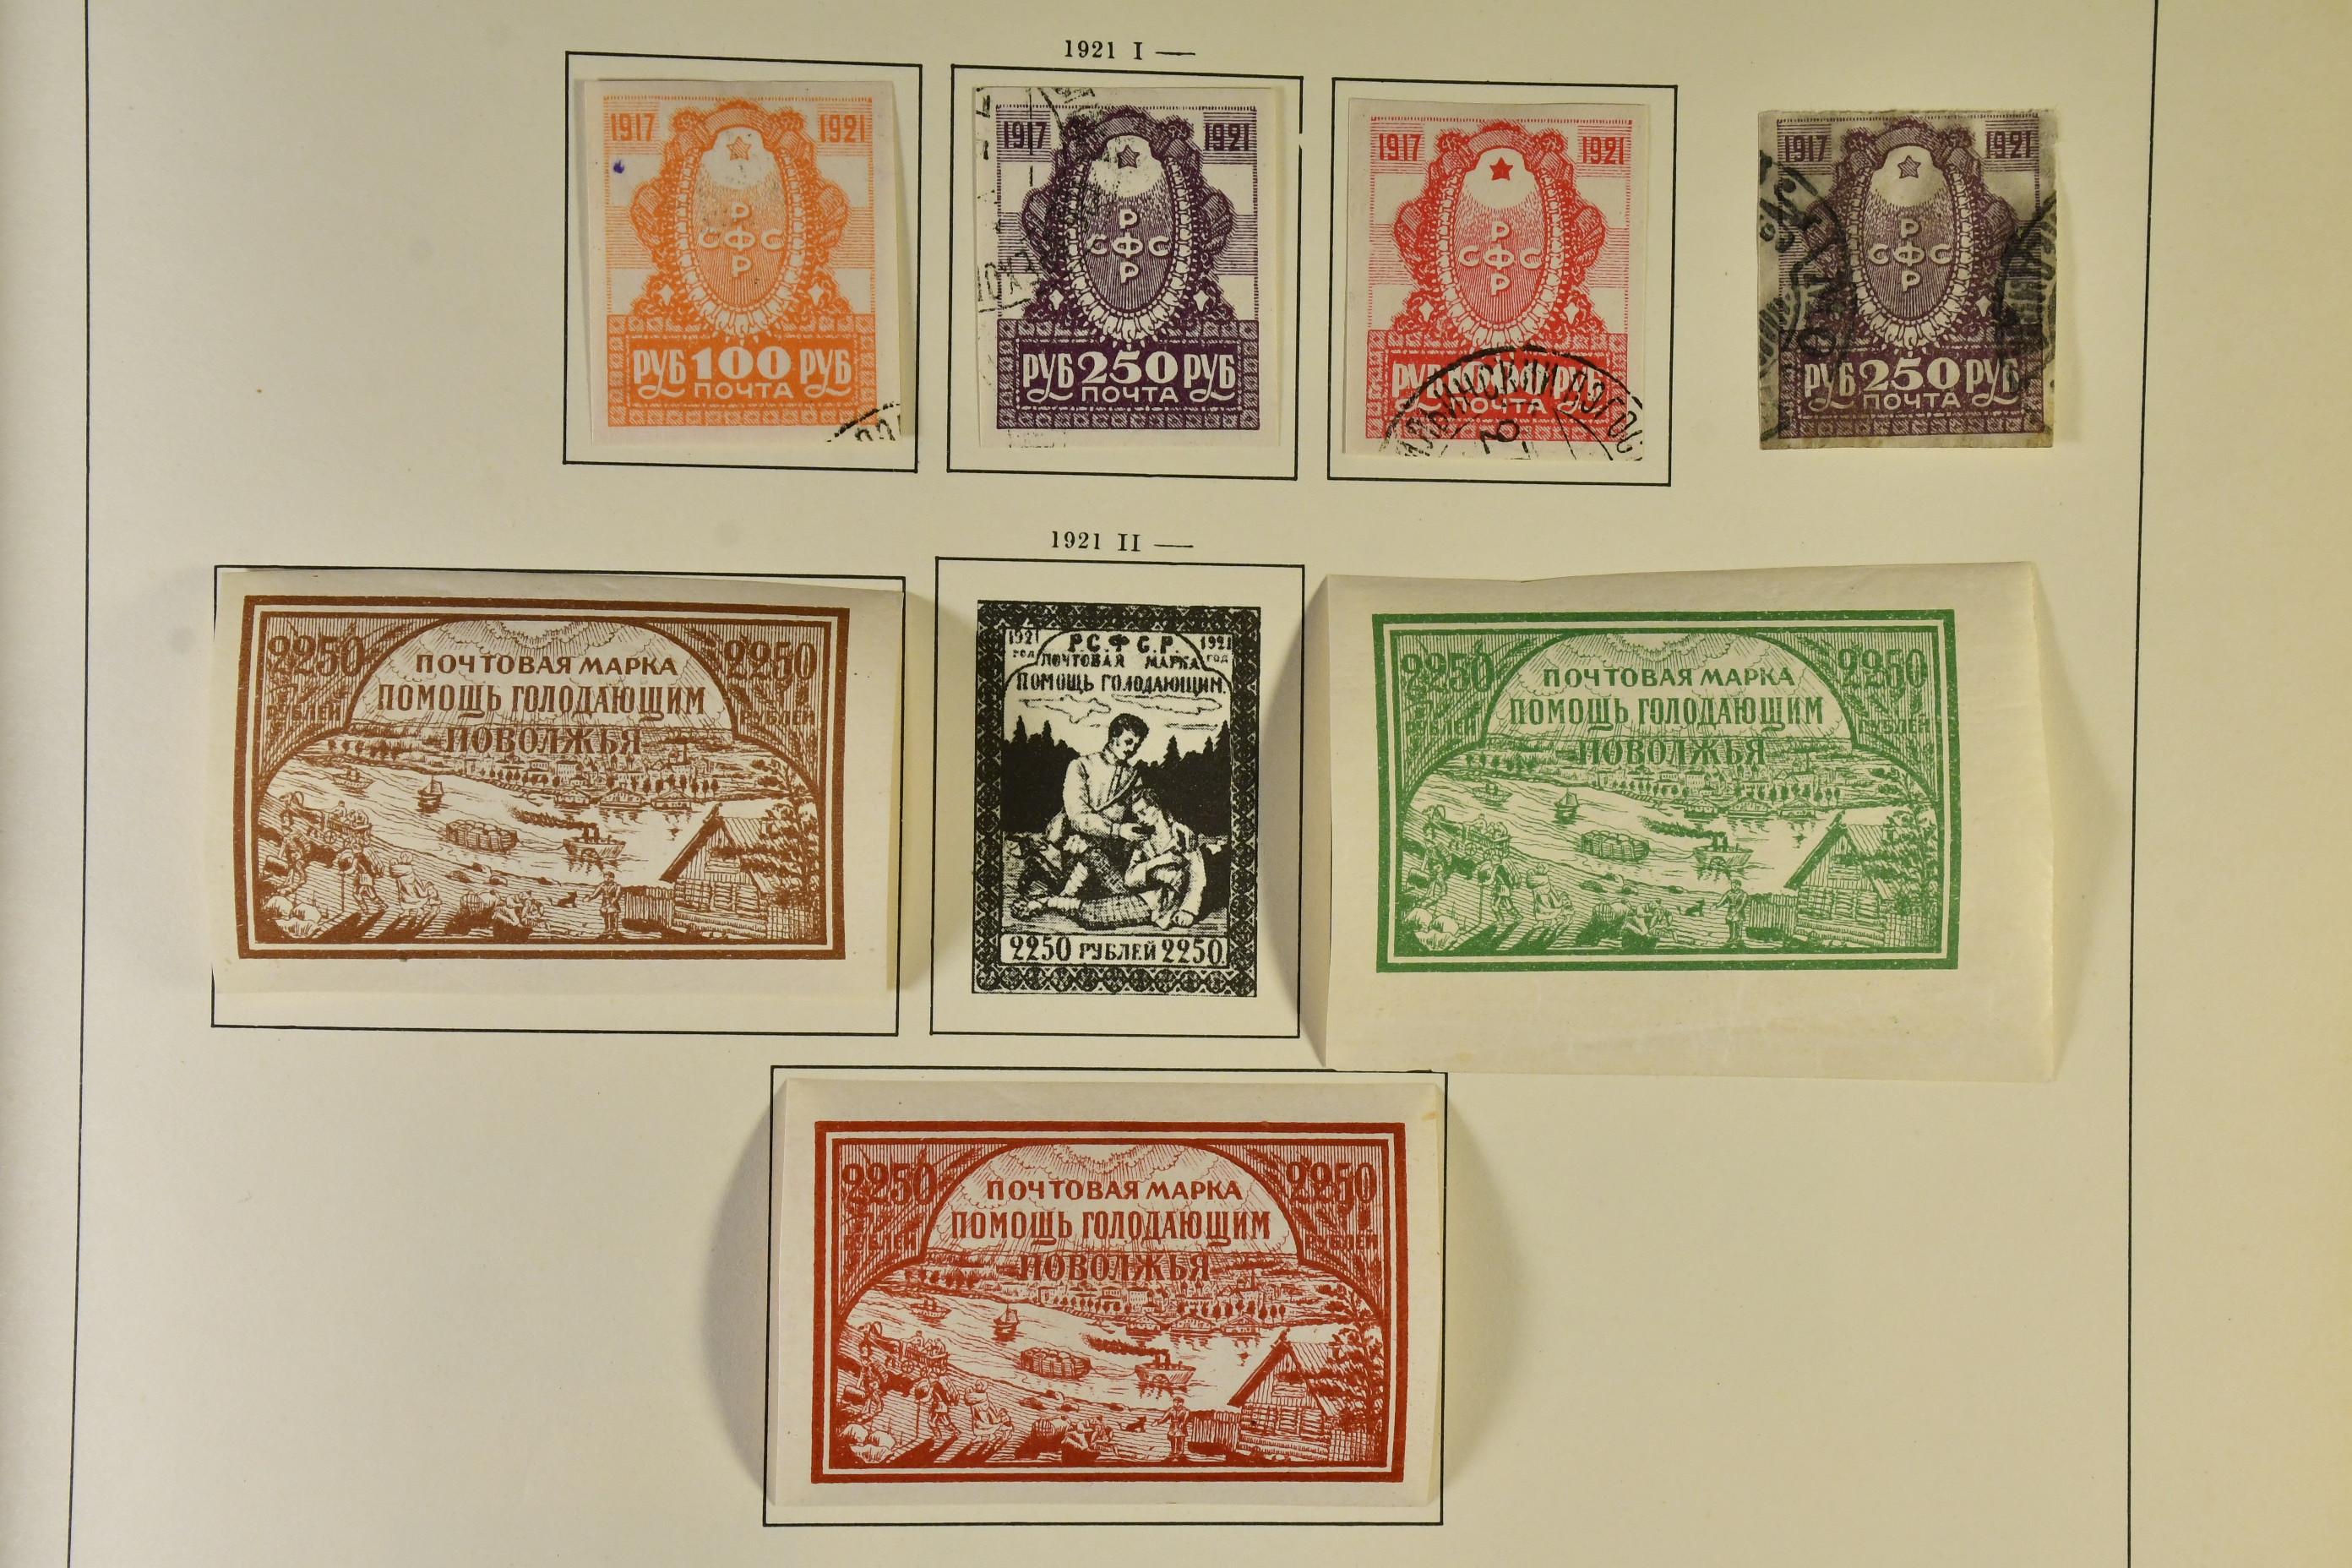 1921 I —
1917 1921
Р
СФС
Р
РУБ 100 РУБ
ПОЧТА
1917 1921
Р
СФС
Р
РУБ 250 РУБ
ПОЧТА
1917 1921
Р
СФС
Р
РУБ РУБ
ПОЧТА
1917 1921
Р
СФС
Р
РУБ 250 РУБ
ПОЧТА
1921 II —
2250 2250
РУБЛЕЙ РУБЛЕЙ
ПОЧТОВАЯ МАРКА
ПОМОЩЬ ГОЛОДАЮЩИМ
ПОВОЛЖЬЯ
1921 год Р.С.Ф.С.Р. 1921 год
ПОЧТОВАЯ МАРКА
ПОМОЩЬ ГОЛОДАЮЩИМ.
2250 РУБЛЕЙ 2250.
2250 2250
РУБЛЕЙ РУБЛЕЙ
ПОЧТОВАЯ МАРКА
ПОМОЩЬ ГОЛОДАЮЩИМ
ПОВОЛЖЬЯ
2250 2250
РУБЛЕЙ РУБЛЕЙ
ПОЧТОВАЯ МАРКА
ПОМОЩЬ ГОЛОДАЮЩИМ
ПОВОЛЖЬЯ